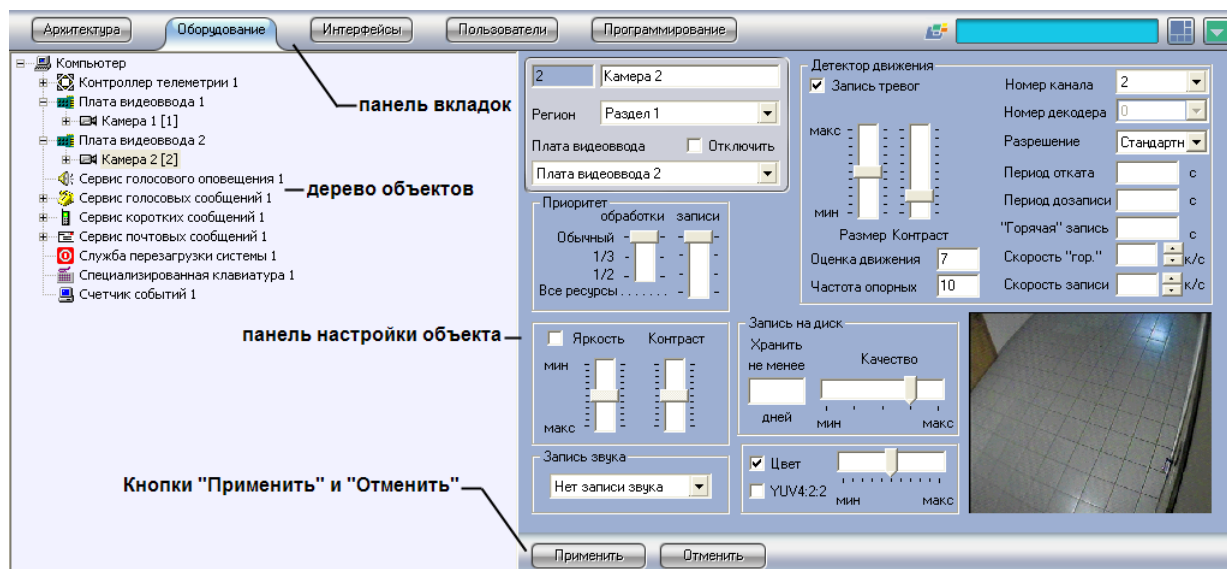 Архитектура
Оборудование
Интерфейсы
Пользователи
Программирование
Компьютер
Контроллер телеметрии 1
Плата видеоввода 1
Камера 1 [1]
Плата видеоввода 2
Камера 2 [2]
Сервис голосового оповещения 1
Сервис голосовых сообщений 1
Сервис коротких сообщений 1
Сервис почтовых сообщений 1
Служба перезагрузки системы 1
Специализированная клавиатура 1
Счетчик событий 1
панель вкладок
дерево объектов
панель настройки объекта
Кнопки "Применить" и "Отменить"
2
Камера 2
Регион
Раздел 1
Плата видеоввода
Отключить
Плата видеоввода 2
Приоритет
обработки
записи
Обычный
1/3
1/2
Все ресурсы . . . . . .
Яркость
Контраст
мин
макс
Запись звука
Нет записи звука
Детектор движения
Запись тревог
макс
мин
Размер
Контраст
Оценка движения
7
Частота опорных
10
Номер канала
2
Номер декодера
0
Разрешение
Стандартн
Период отката
с
Период дозаписи
с
"Горячая" запись
с
Скорость "гор."
к/с
Скорость записи
к/с
Запись на диск
Хранить
не менее
дней
Качество
мин
макс
Цвет
YUV4:2:2
мин
макс
Применить
Отменить